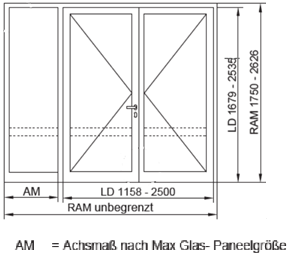 LD 1679 - 2535
RAM 1750 - 2626
AM
LD 1158 - 2500
RAM unbegrenzt
AM = Achsmaß nach Max Glas- Paneelgröße